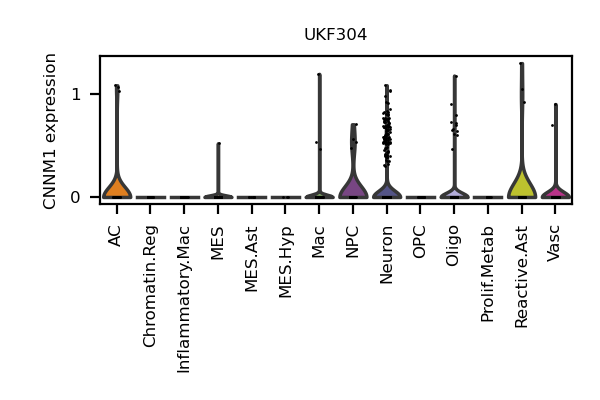 UKF304
CNNM1 expression
1
0
AC
Chromatin.Reg
Inflammatory.Mac
MES
MES.Ast
MES.Hyp
Mac
NPC
Neuron
OPC
Oligo
Prolif.Metab
Reactive.Ast
Vasc